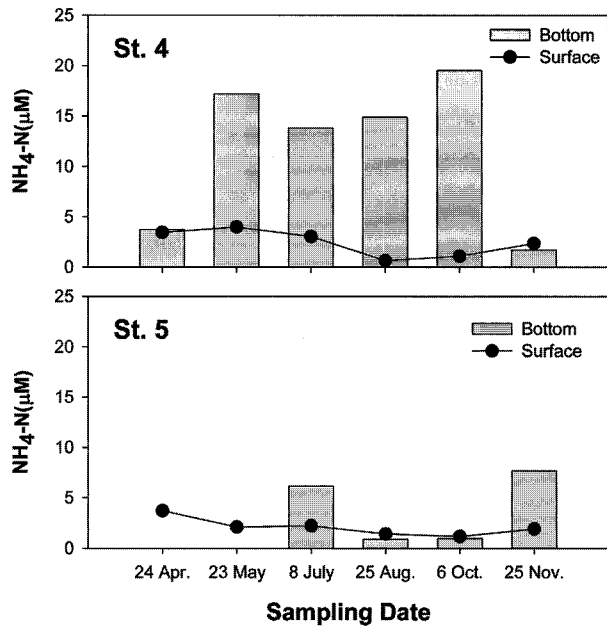 25
St. 4
Bottom
Surface
20
15
10
5
0
NH4-N(μM)
25
St. 5
Bottom
Surface
20
15
10
5
0
NH4-N(μM)
24 Apr. 23 May 8 July 25 Aug. 6 Oct. 25 Nov.
Sampling Date